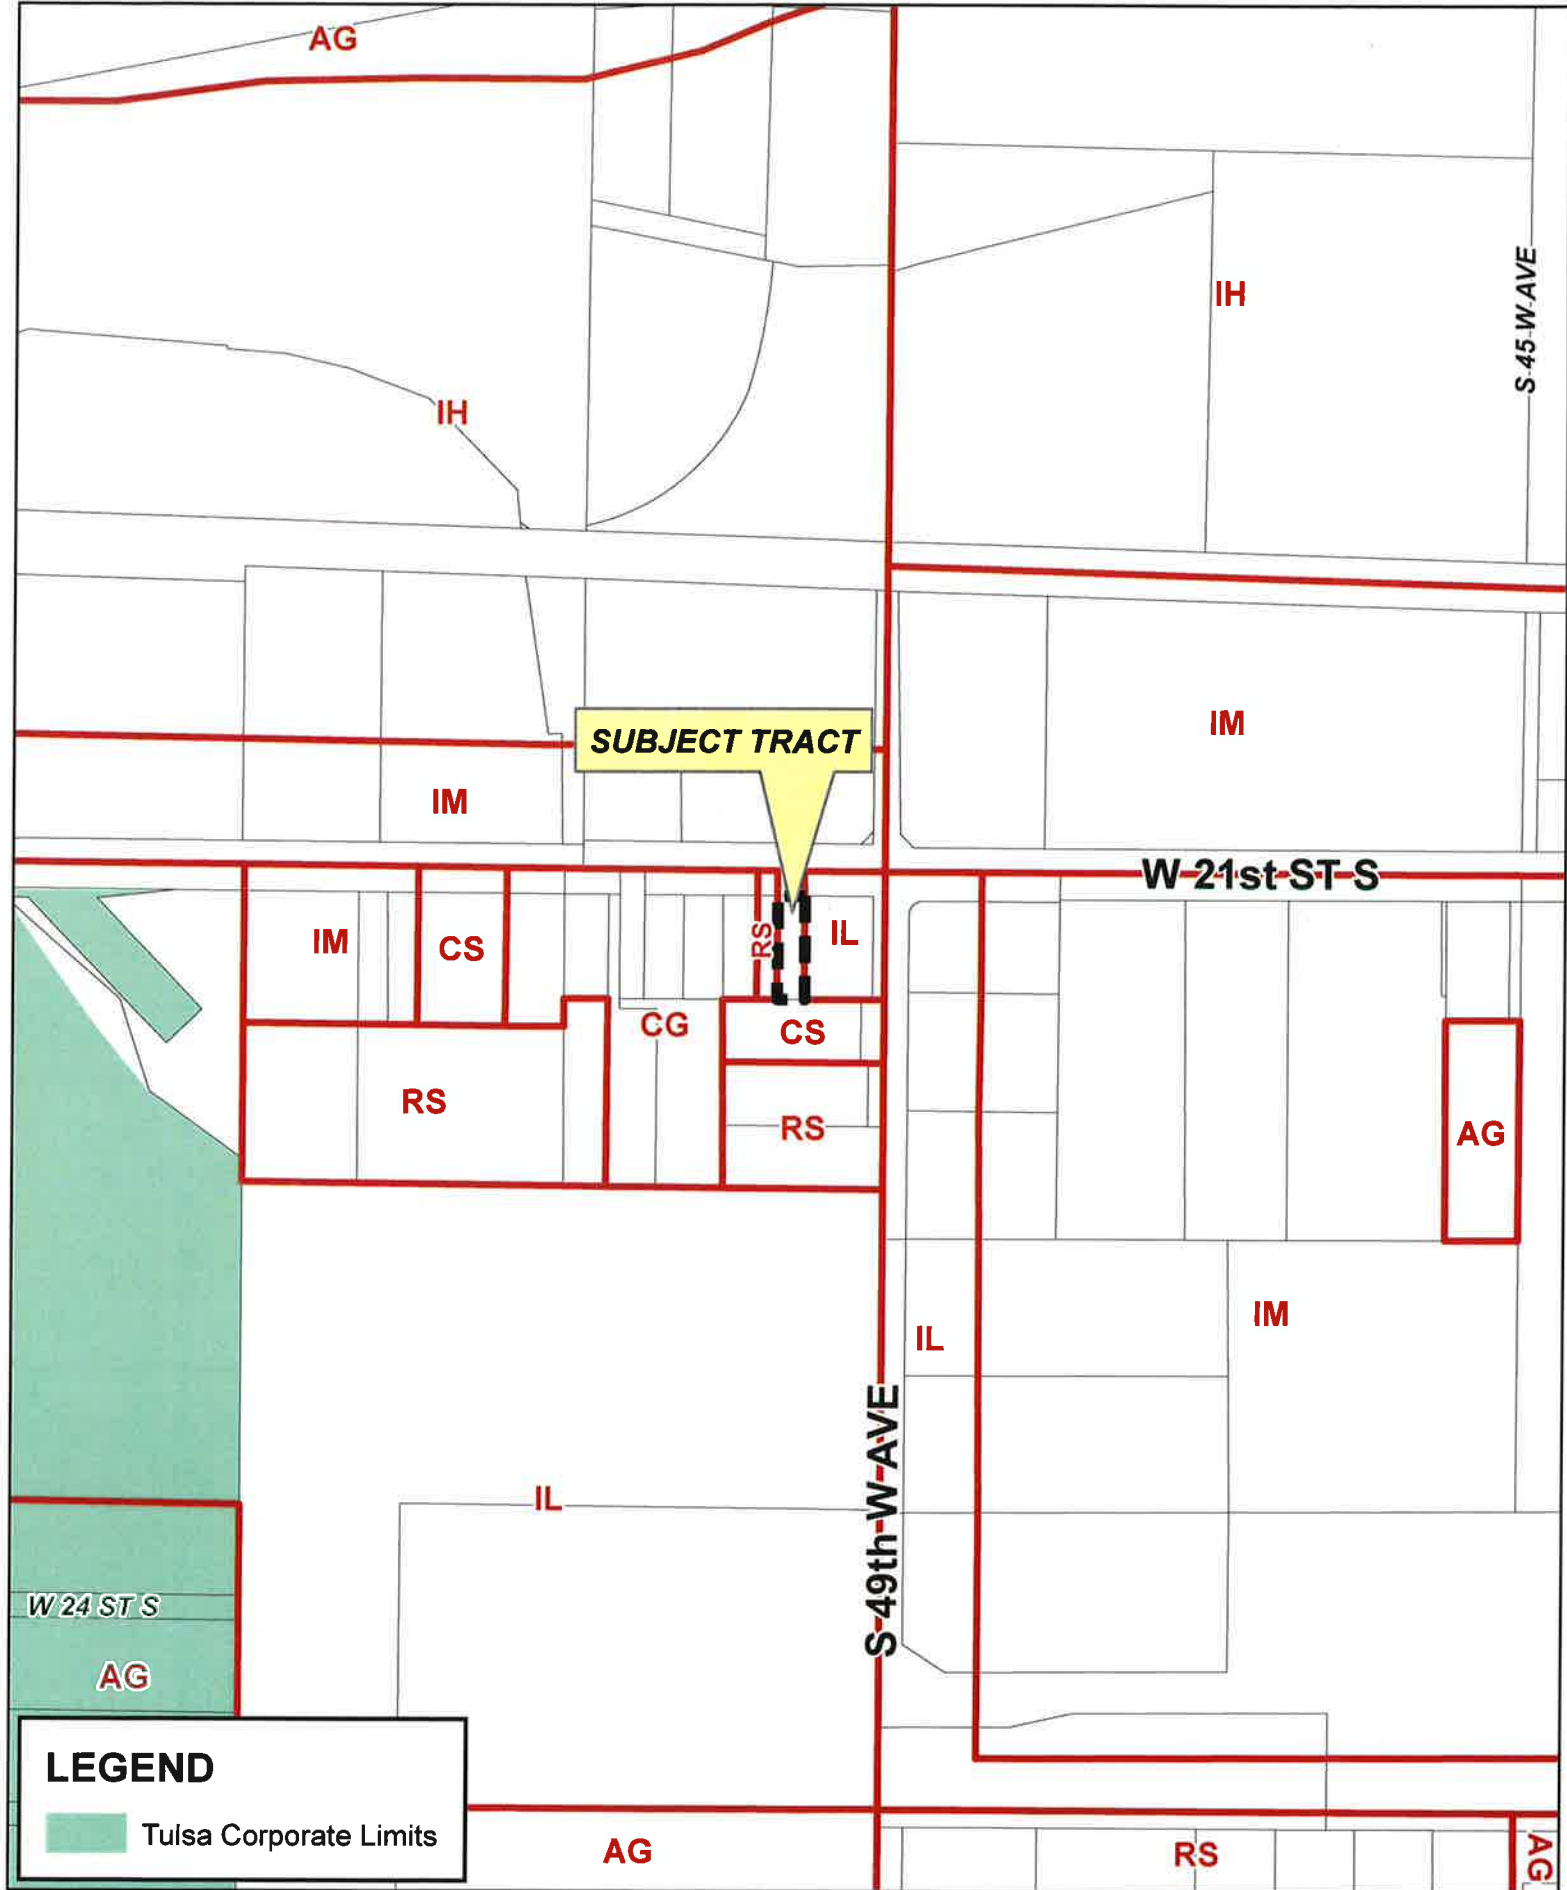 AG
IH
S 45 W AVE
IH
IM
SUBJECT TRACT
IM
W 21st ST S
IM
CS
RS
IL
CG
CS
RS
RS
AG
IM
IL
S 49th W AVE
IL
W 24 ST S
AG
LEGEND
Tulsa Corporate Limits
AG
RS
AG